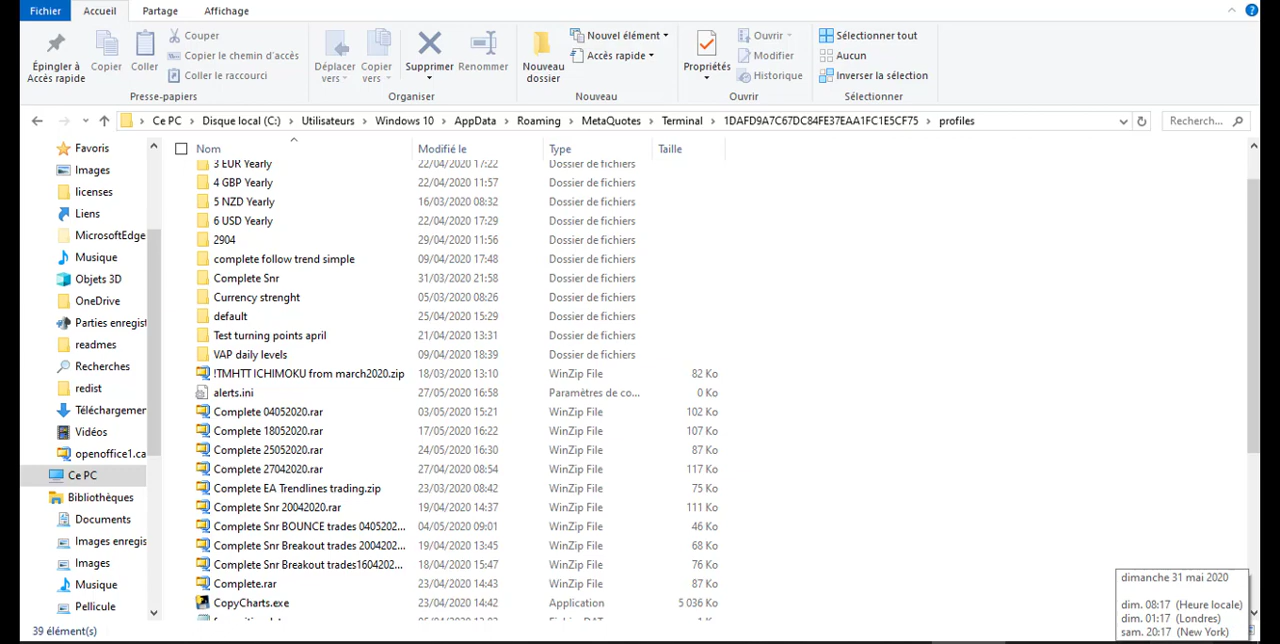 Fichier Accueil Partage Affichage
Épingler à Accès rapide
Copier
Coller
Couper
Copier le chemin d'accès
Coller le raccourci
Presse-papiers
Déplacer vers
Copier vers
Supprimer
Renommer
Organiser
Nouveau dossier
Nouvel élément
Accès rapide
Nouveau
Propriétés
Ouvrir
Modifier
Historique
Ouvrir
Sélectionner tout
Aucun
Inverser la sélection
Sélectionner
Ce PC > Disque local (C:) > Utilisateurs > Windows 10 > AppData > Roaming > MetaQuotes > Terminal > 1DAFD9A7C67DC84FE37EAA1FC1E5CF75 > profiles
Recherch...
Favoris
Images
licenses
Liens
MicrosoftEdge
Musique
Objets 3D
OneDrive
Parties enregist
readmes
Recherches
redist
Téléchargemer
Vidéos
openoffice1.ca
Ce PC
Bibliothèques
Documents
Images enregis
Images
Musique
Pellicule
Nom Modifié le Type Taille
3 EUR Yearly 22/04/2020 17:22 Dossier de fichiers
4 GBP Yearly 22/04/2020 11:57 Dossier de fichiers
5 NZD Yearly 16/03/2020 08:32 Dossier de fichiers
6 USD Yearly 22/04/2020 17:29 Dossier de fichiers
2904 29/04/2020 11:56 Dossier de fichiers
complete follow trend simple 09/04/2020 17:48 Dossier de fichiers
Complete Snr 31/03/2020 21:58 Dossier de fichiers
Currency strenght 05/03/2020 08:26 Dossier de fichiers
default 25/04/2020 15:29 Dossier de fichiers
Test turning points april 21/04/2020 13:31 Dossier de fichiers
VAP daily levels 09/04/2020 18:39 Dossier de fichiers
!TMHTT ICHIMOKU from march2020.zip 18/03/2020 13:10 WinZip File 82 Ko
alerts.ini 27/05/2020 16:58 Paramètres de co... 0 Ko
Complete 04052020.rar 03/05/2020 15:21 WinZip File 102 Ko
Complete 18052020.rar 17/05/2020 16:22 WinZip File 107 Ko
Complete 25052020.rar 24/05/2020 16:30 WinZip File 87 Ko
Complete 27042020.rar 27/04/2020 08:54 WinZip File 117 Ko
Complete EA Trendlines trading.zip 23/03/2020 08:42 WinZip File 75 Ko
Complete Snr 20042020.rar 19/04/2020 14:37 WinZip File 111 Ko
Complete Snr BOUNCE trades 0405202... 04/05/2020 09:01 WinZip File 46 Ko
Complete Snr Breakout trades 2004202... 19/04/2020 13:45 WinZip File 68 Ko
Complete Snr Breakout trades1604202... 18/04/2020 15:47 WinZip File 76 Ko
Complete.rar 23/04/2020 14:43 WinZip File 87 Ko
CopyCharts.exe 23/04/2020 14:42 Application 5 036 Ko
dimanche 31 mai 2020
dim. 08:17 (Heure locale)
dim. 01:17 (Londres)
sam. 20:17 (New York)
39 élément(s)